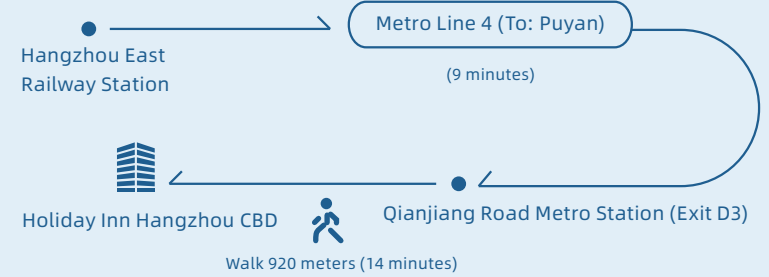 Metro Line 4 (To: Puyan)
Hangzhou East
Railway Station
(9 minutes)
Qianjiang Road Metro Station (Exit D3)
Holiday Inn Hangzhou CBD
Walk 920 meters (14 minutes)